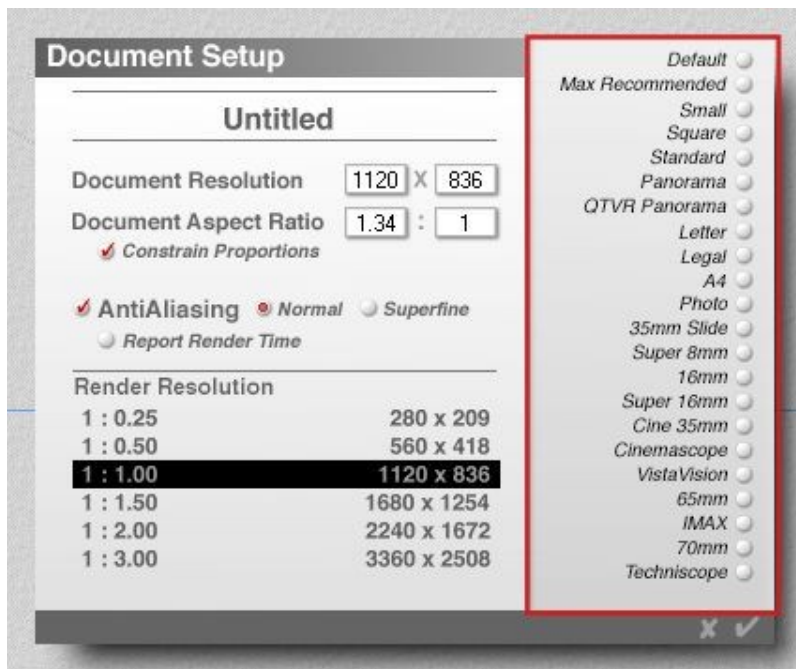 Document Setup
Untitled
Document Resolution 1120 X 836
Document Aspect Ratio 1.34 : 1
Constrain Proportions
AntiAliasing Normal Superfine
Report Render Time
Render Resolution
1 : 0.25 280 x 209
1 : 0.50 560 x 418
1 : 1.00 1120 x 836
1 : 1.50 1680 x 1254
1 : 2.00 2240 x 1672
1 : 3.00 3360 x 2508
Default
Max Recommended
Small
Square
Standard
Panorama
QTVR Panorama
Letter
Legal
A4
Photo
35mm Slide
Super 8mm
16mm
Super 16mm
Cine 35mm
Cinemascope
VistaVision
65mm
IMAX
70mm
Techniscope